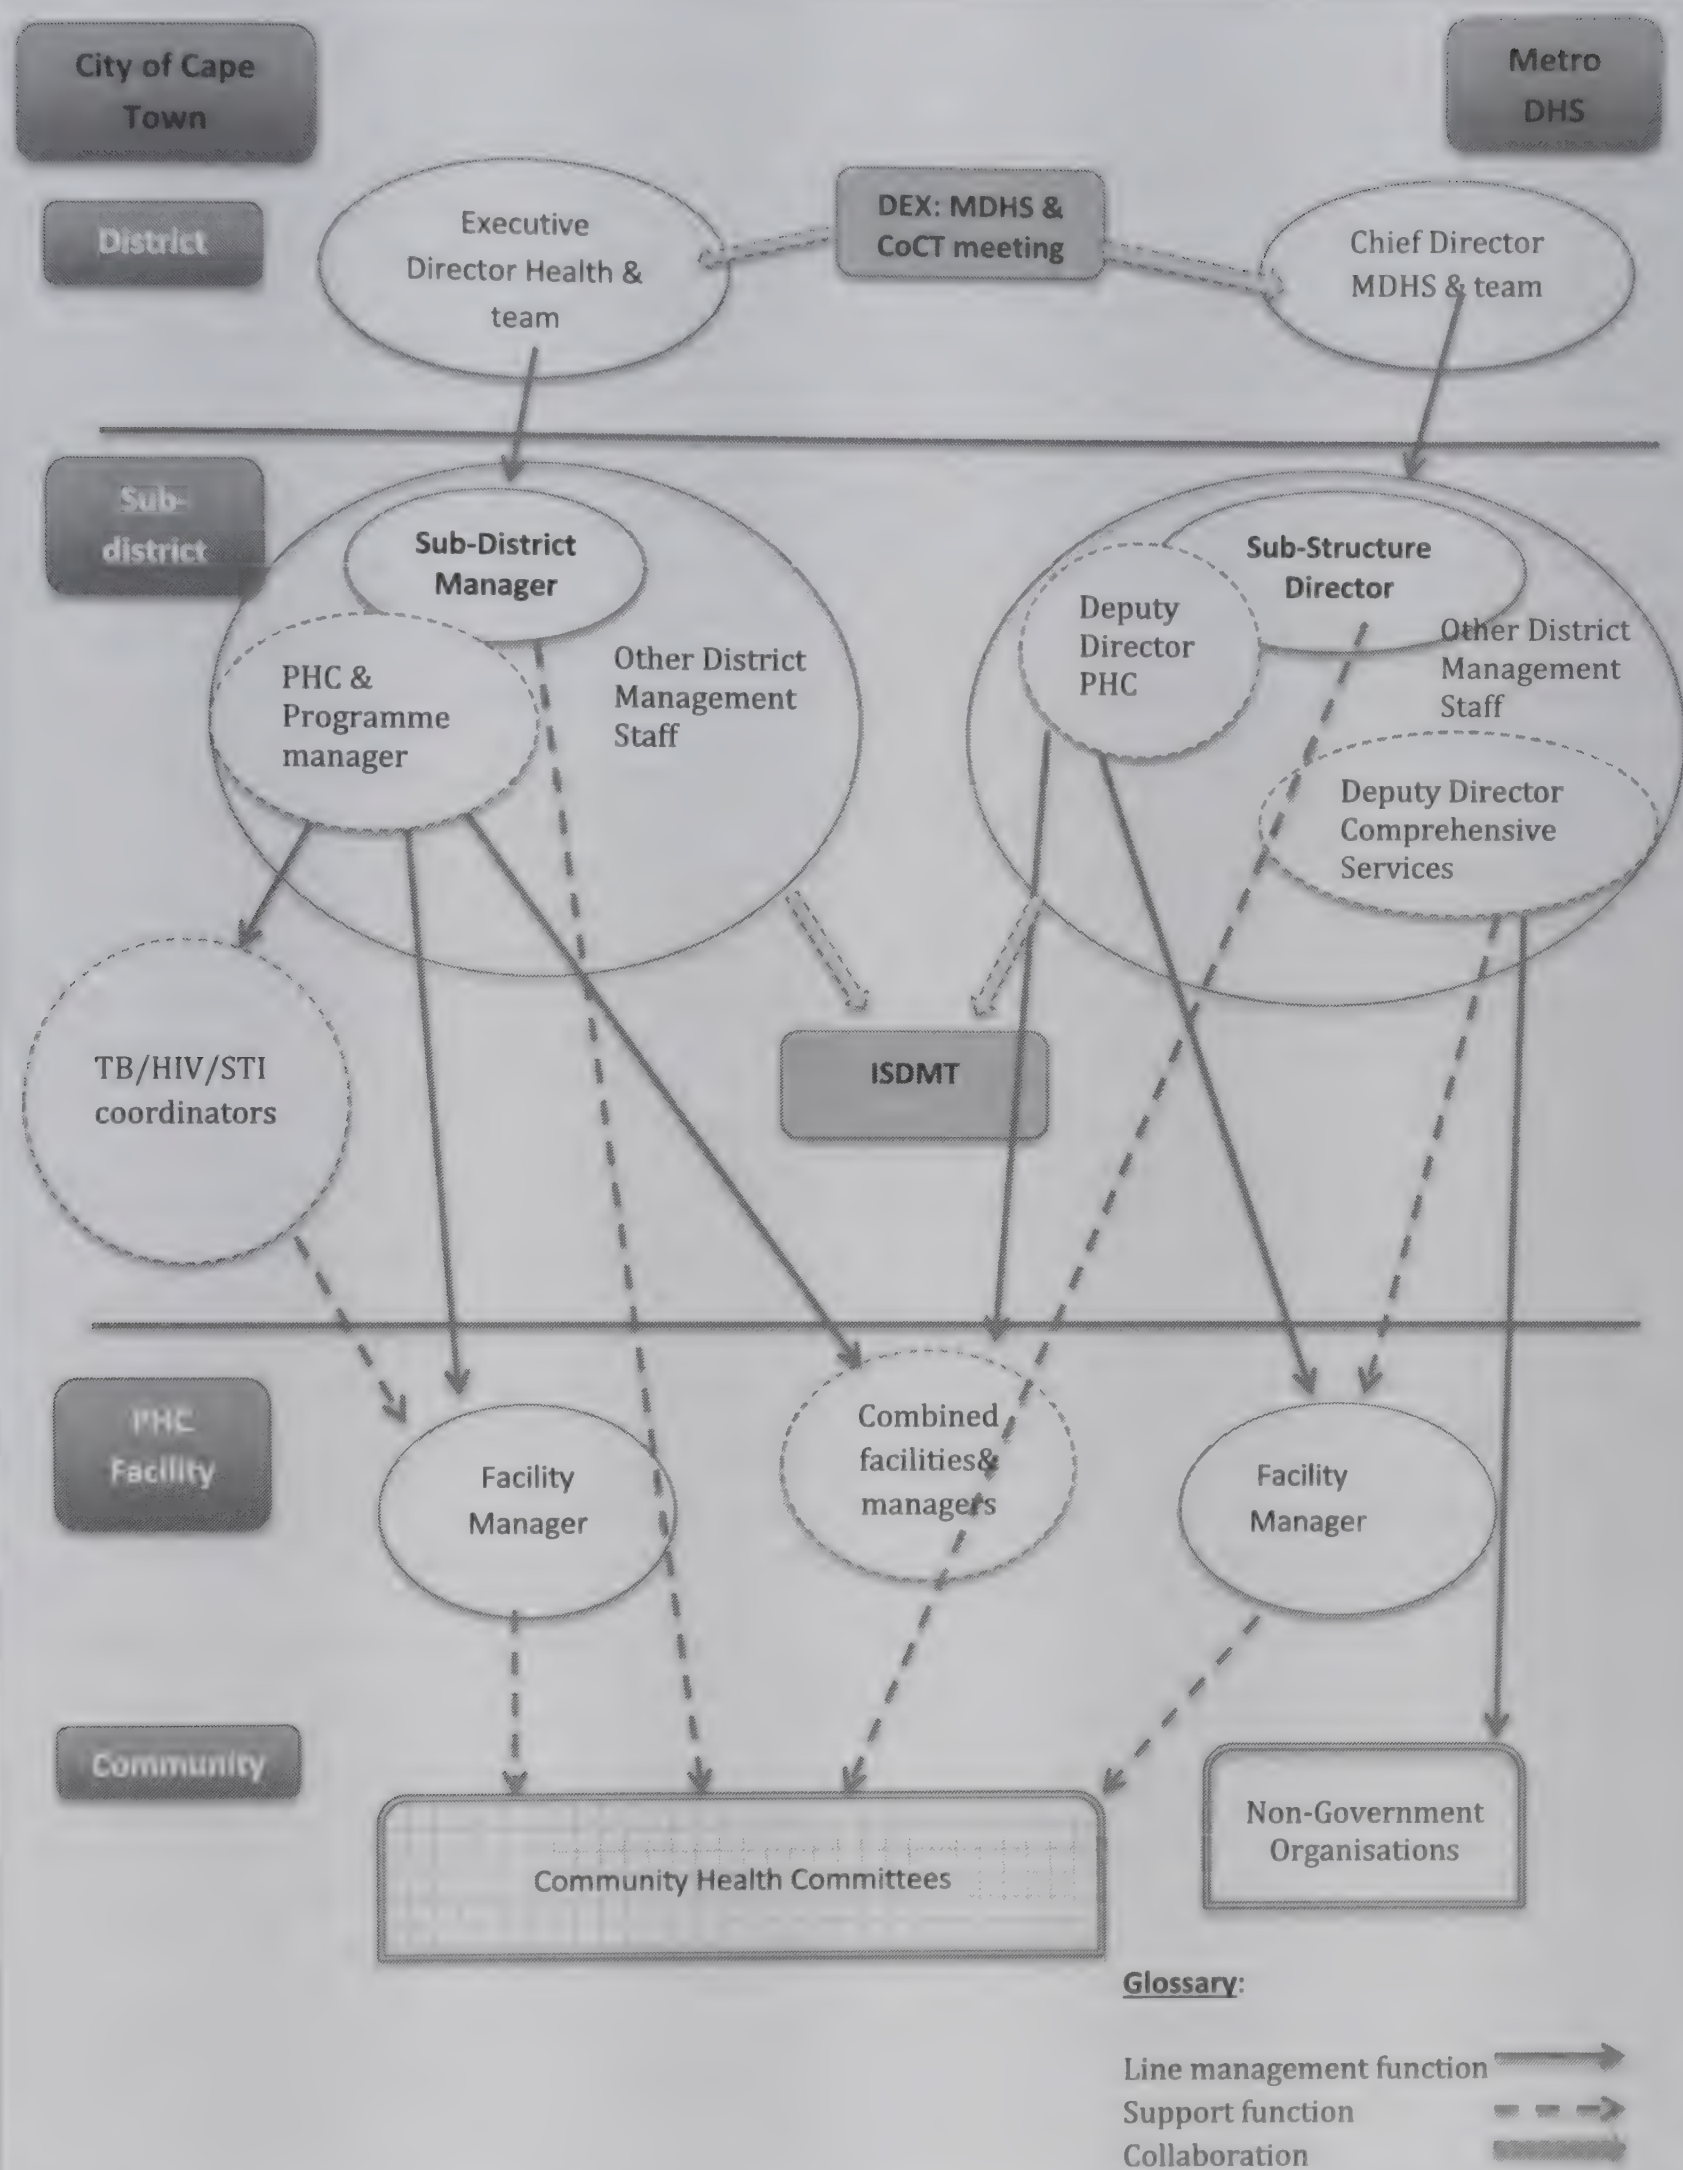 City of Cape
Town
Metro
DHS
District
Executive
Director Health &
team
DEX: MDHS &
CoCT meeting
Chief Director
MDHS & team
Sub-
district
Sub-District
Manager
PHC &
Programme
manager
Other District
Management
Staff
Sub-Structure
Director
Deputy
Director
PHC
Other District
Management
Staff
Deputy Director
Comprehensive
Services
TB/HIV/STI
coordinators
ISDMT
PHC
Facility
Facility
Manager
Combined
facilities&
managers
Facility
Manager
Community
Community Health Committees
Non-Government
Organisations
Glossary:
Line management function
Support function
Collaboration